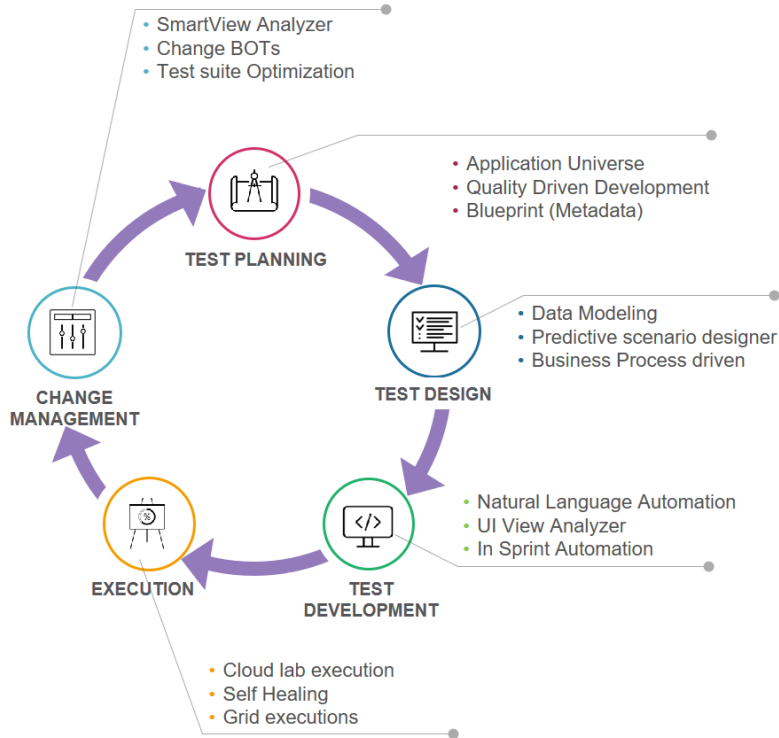 • SmartView Analyzer
• Change BOTs
• Test suite Optimization
• Application Universe
• Quality Driven Development
• Blueprint (Metadata)
TEST PLANNING
• Data Modeling
• Predictive scenario designer
• Business Process driven
TEST DESIGN
CHANGE
MANAGEMENT
• Natural Language Automation
• UI View Analyzer
• In Sprint Automation
</>
%
TEST
DEVELOPMENT
EXECUTION
• Cloud lab execution
• Self Healing
• Grid executions